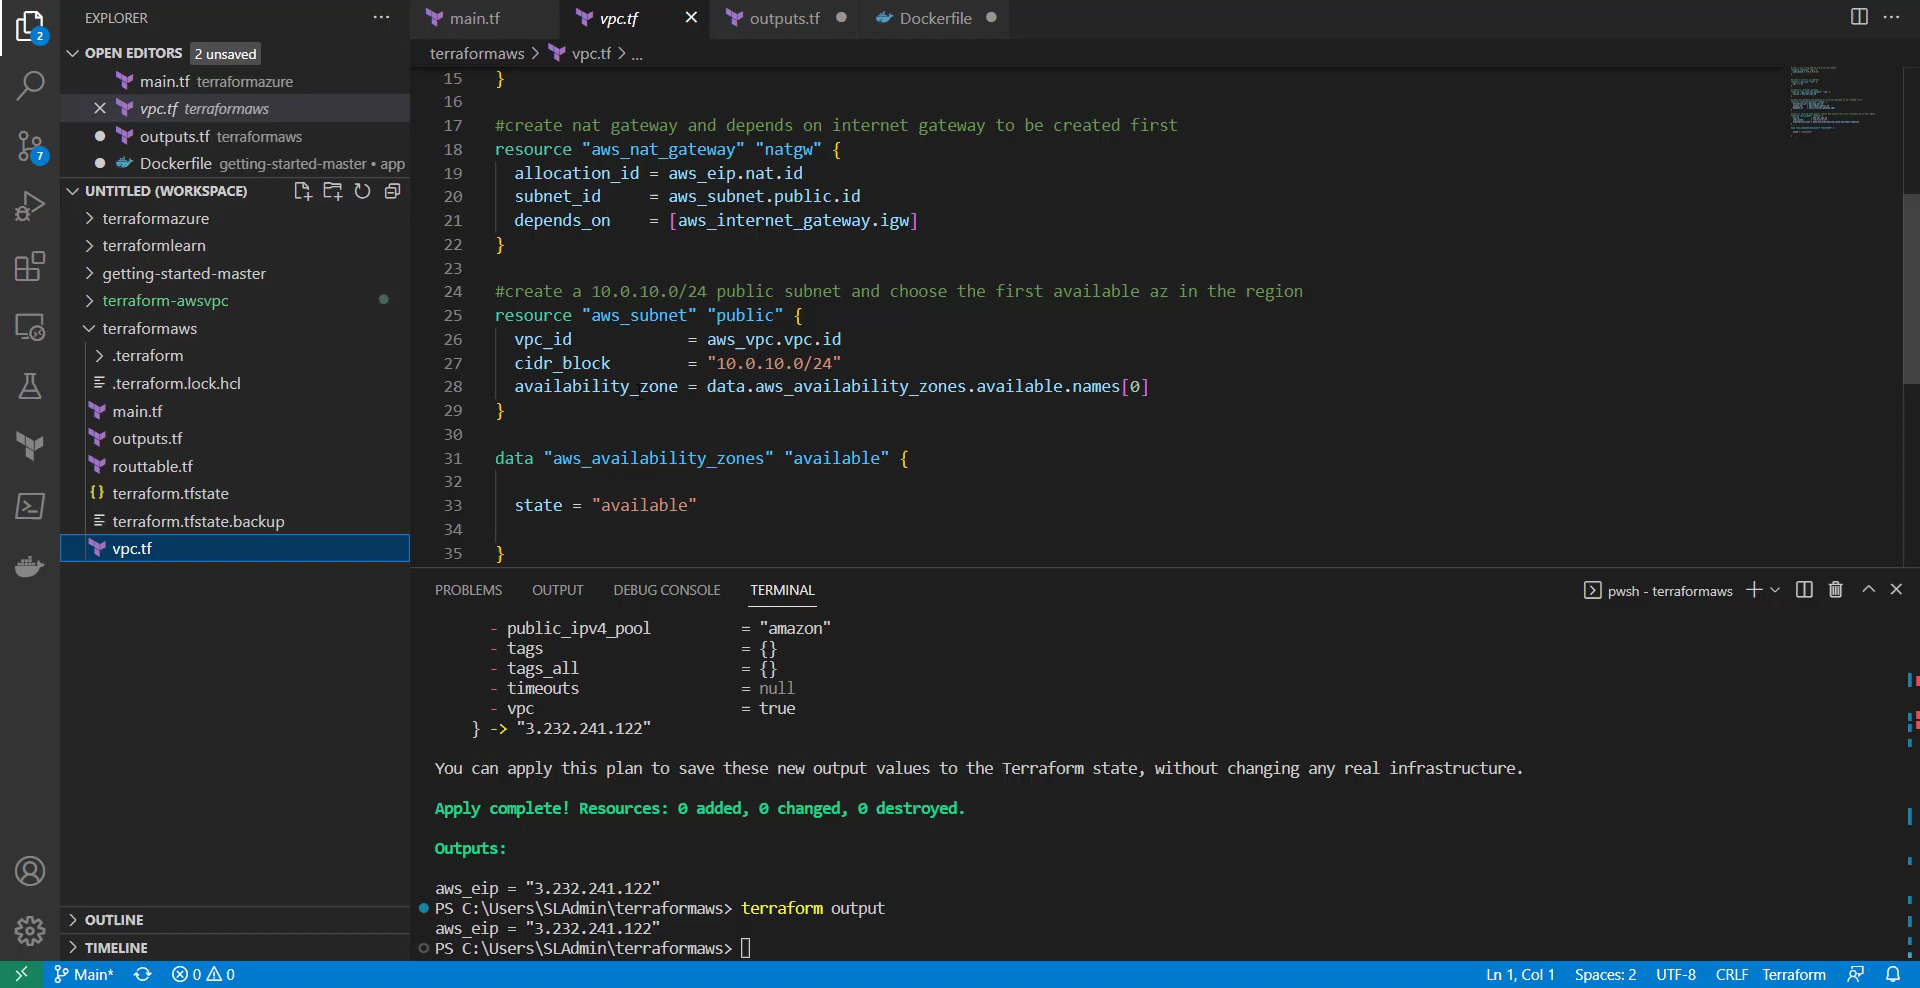 EXPLORER
OPEN EDITORS 2 unsaved
main.tf terraformazure
vpc.tf terraformaws
outputs.tf terraformaws
Dockerfile getting-started-master • app
UNTITLED (WORKSPACE)
terraformazure
terraformlearn
getting-started-master
terraform-awsvpc
terraformaws
.terraform
.terraform.lock.hcl
main.tf
outputs.tf
routtable.tf
terraform.tfstate
terraform.tfstate.backup
vpc.tf
OUTLINE
TIMELINE
2
7
main.tf vpc.tf outputs.tf Dockerfile
terraformaws > vpc.tf > ...
15 }
16
17 #create nat gateway and depends on internet gateway to be created first
18 resource "aws_nat_gateway" "natgw" {
19 allocation_id = aws_eip.nat.id
20 subnet_id = aws_subnet.public.id
21 depends_on = [aws_internet_gateway.igw]
22 }
23
24 #create a 10.0.10.0/24 public subnet and choose the first available az in the region
25 resource "aws_subnet" "public" {
26 vpc_id = aws_vpc.vpc.id
27 cidr_block = "10.0.10.0/24"
28 availability_zone = data.aws_availability_zones.available.names[0]
29 }
30
31 data "aws_availability_zones" "available" {
32
33 state = "available"
34
35 }
PROBLEMS OUTPUT DEBUG CONSOLE TERMINAL pwsh - terraformaws
- public_ipv4_pool = "amazon"
- tags = {}
- tags_all = {}
- timeouts = null
- vpc = true
} -> "3.232.241.122"
You can apply this plan to save these new output values to the Terraform state, without changing any real infrastructure.
Apply complete! Resources: 0 added, 0 changed, 0 destroyed.
Outputs:
aws_eip = "3.232.241.122"
PS C:\Users\SLAdmin\terraformaws> terraform output
aws_eip = "3.232.241.122"
PS C:\Users\SLAdmin\terraformaws>
Main* 0 0 Ln 1, Col 1 Spaces: 2 UTF-8 CRLF Terraform